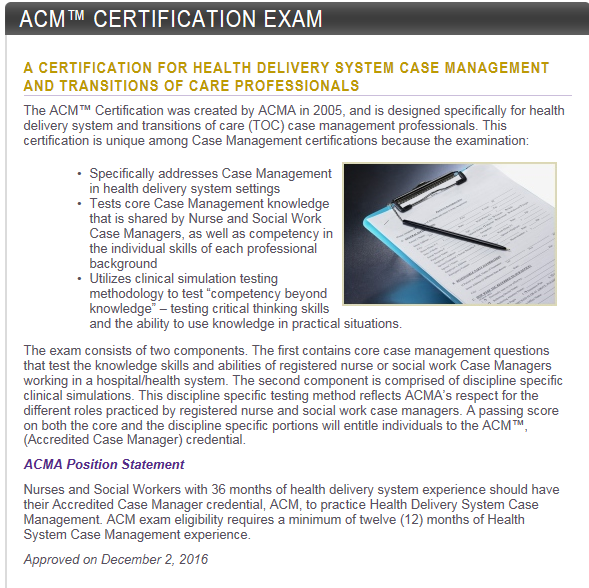 ACM™ CERTIFICATION EXAM
A CERTIFICATION FOR HEALTH DELIVERY SYSTEM CASE MANAGEMENT
AND TRANSITIONS OF CARE PROFESSIONALS
The ACM™ Certification was created by ACMA in 2005, and is designed specifically for health
delivery system and transitions of care (TOC) case management professionals. This
certification is unique among Case Management certifications because the examination:
• Specifically addresses Case Management
in health delivery system settings
• Tests core Case Management knowledge
that is shared by Nurse and Social Work
Case Managers, as well as competency in
the individual skills of each professional
background
• Utilizes clinical simulation testing
methodology to test “competency beyond
knowledge” – testing critical thinking skills
and the ability to use knowledge in practical situations.
The exam consists of two components. The first contains core case management questions
that test the knowledge skills and abilities of registered nurse or social work Case Managers
working in a hospital/health system. The second component is comprised of discipline specific
clinical simulations. This discipline specific testing method reflects ACMA’s respect for the
different roles practiced by registered nurse and social work case managers. A passing score
on both the core and the discipline specific portions will entitle individuals to the ACM™,
(Accredited Case Manager) credential.
ACMA Position Statement
Nurses and Social Workers with 36 months of health delivery system experience should have
their Accredited Case Manager credential, ACM, to practice Health Delivery System Case
Management. ACM exam eligibility requires a minimum of twelve (12) months of Health
System Case Management experience.
Approved on December 2, 2016